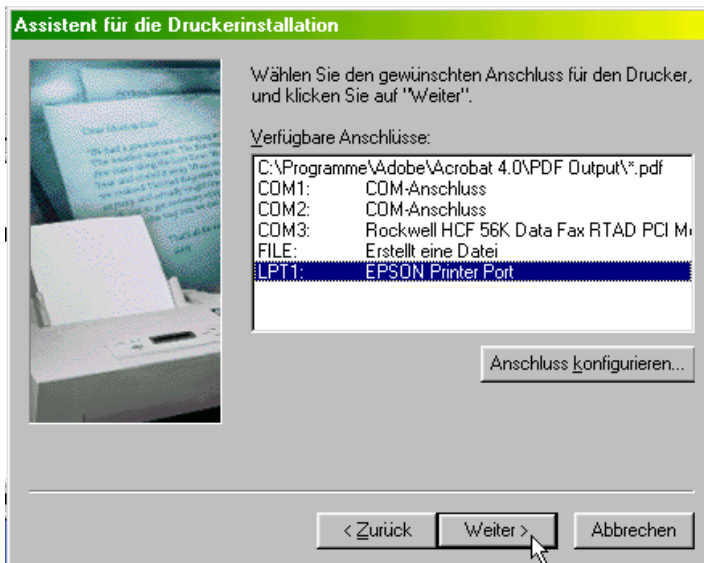 Assistent für die Druckerinstallation
Wählen Sie den gewünschten Anschluss für den Drucker,
und klicken Sie auf "Weiter".
Verfügbare Anschlüsse:
C:\Programme\Adobe\Acrobat 4.0\PDF Output\*.pdf
COM1: COM-Anschluss
COM2: COM-Anschluss
COM3: Rockwell HCF 56K Data Fax RTAD PCI M
FILE: Erstellt eine Datei
LPT1: EPSON Printer Port
Anschluss konfigurieren...
< Zurück
Weiter >
Abbrechen